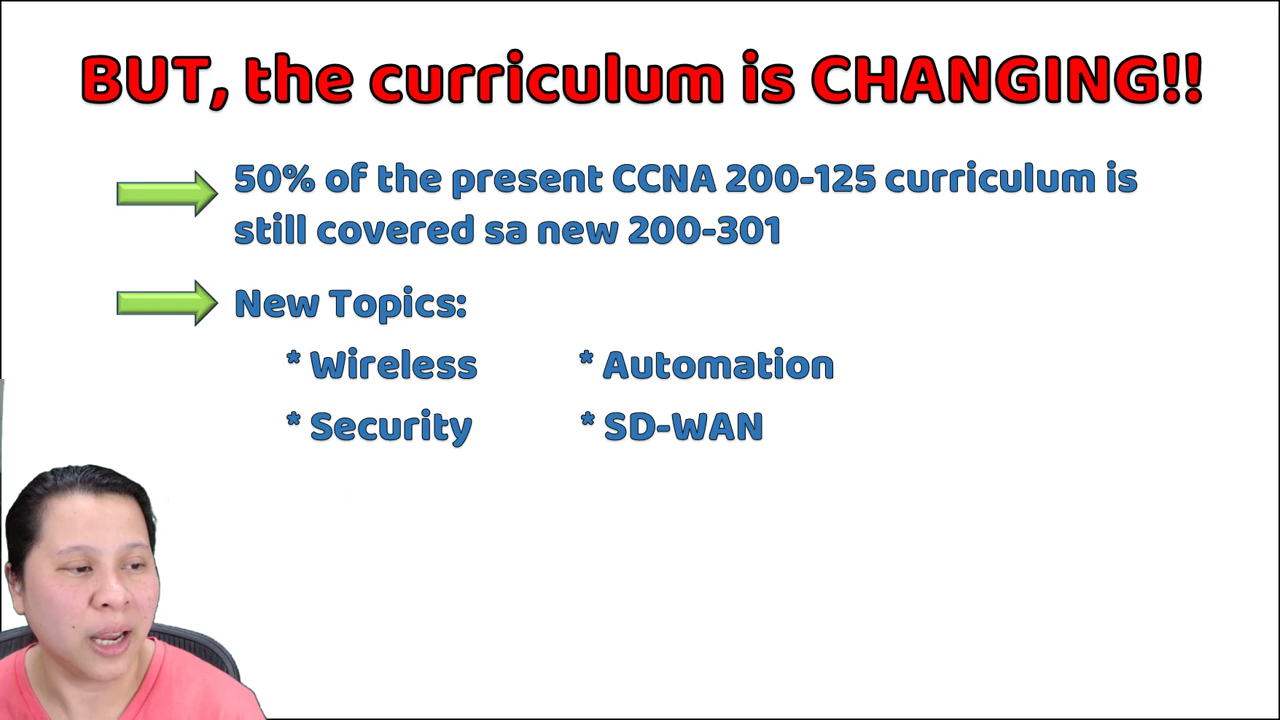 BUT, the curriculum is CHANGING!!
50% of the present CCNA 200-125 curriculum is
still covered sa new 200-301
New Topics:
* Wireless * Automation
* Security * SD-WAN